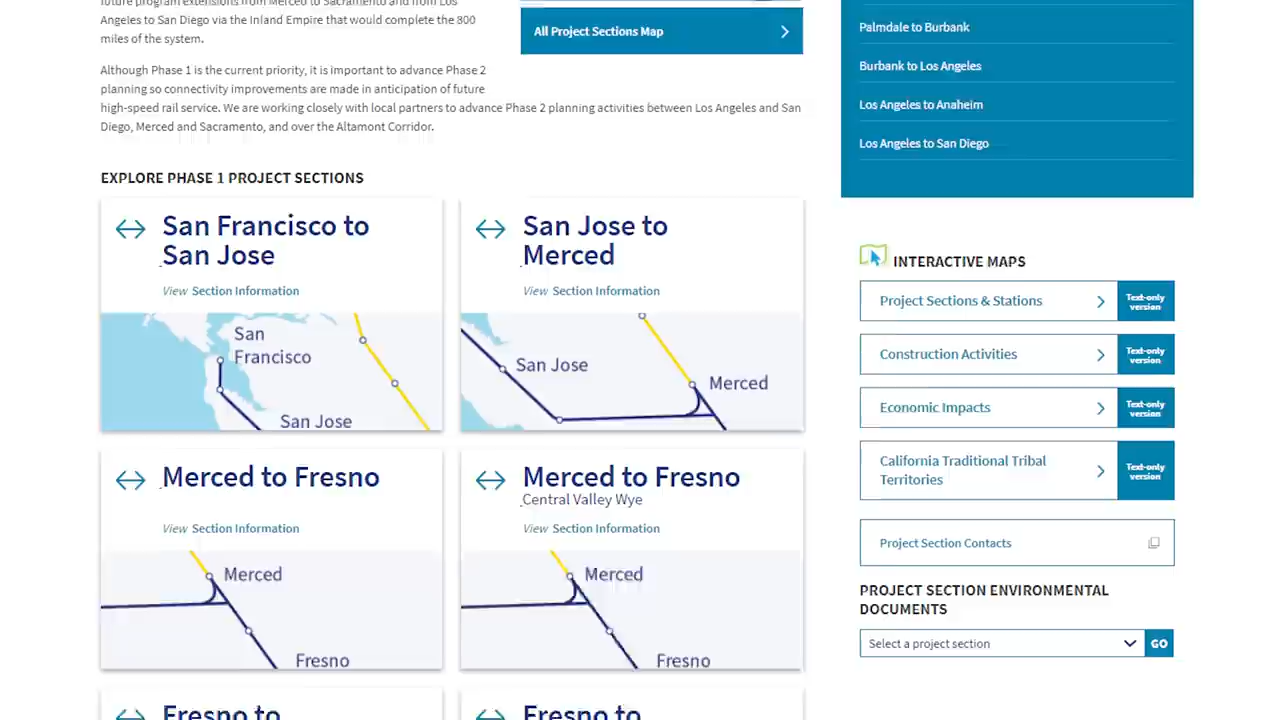 future program extensions from Merced to Sacramento and from Los
Angeles to San Diego via the Inland Empire that would complete the 800
miles of the system.
Although Phase 1 is the current priority, it is important to advance Phase 2
planning so connectivity improvements are made in anticipation of future
high-speed rail service. We are working closely with local partners to advance Phase 2 planning activities between Los Angeles and San
Diego, Merced and Sacramento, and over the Altamont Corridor.
All Project Sections Map
EXPLORE PHASE 1 PROJECT SECTIONS
San Francisco to
San Jose
View Section Information
San
Francisco
San Jose
San Jose to
Merced
View Section Information
San Jose
Merced
Merced to Fresno
View Section Information
Merced
Fresno
Merced to Fresno
Central Valley Wye
View Section Information
Merced
Fresno
Fresno to
Fresno to
Palmdale to Burbank
Burbank to Los Angeles
Los Angeles to Anaheim
Los Angeles to San Diego
INTERACTIVE MAPS
Project Sections & Stations
Text-only
version
Construction Activities
Text-only
version
Economic Impacts
Text-only
version
California Traditional Tribal
Territories
Text-only
version
Project Section Contacts
PROJECT SECTION ENVIRONMENTAL
DOCUMENTS
Select a project section
GO